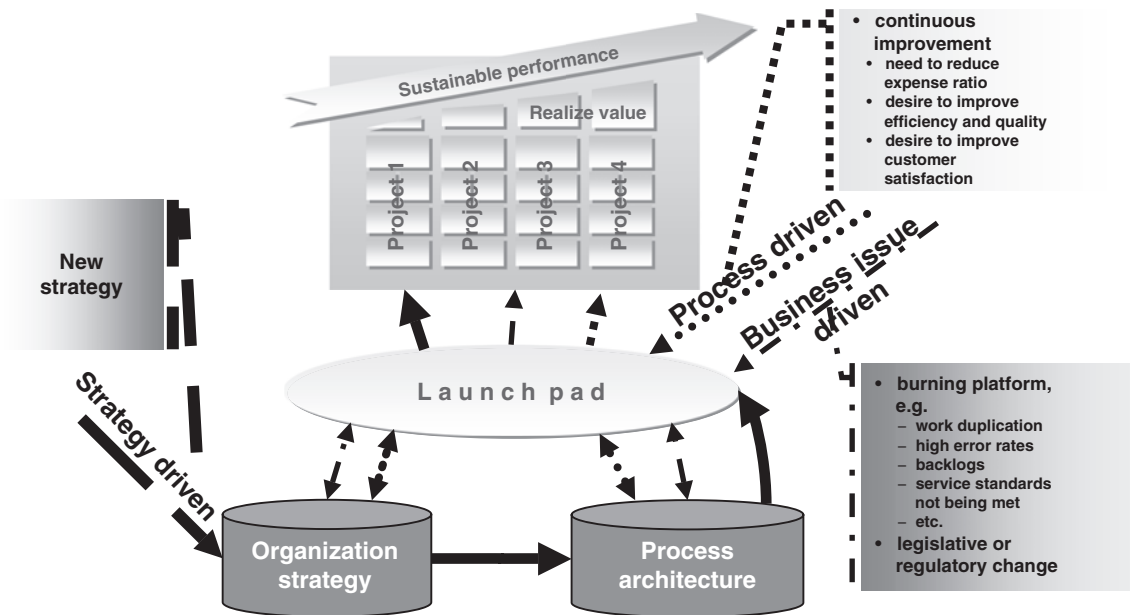 Sustainable performance
Realize value
Project 1
Project 2
Project 3
Project 4
• continuous
improvement
• need to reduce
expense ratio
• desire to improve
efficiency and quality
• desire to improve
customer
satisfaction
New
strategy
Process driven
Business issue
driven
Launch pad
Strategy driven
• burning platform,
e.g.
– work duplication
– high error rates
– backlogs
– service standards
not being met
– etc.
• legislative or
regulatory change
Organization
strategy
Process
architecture